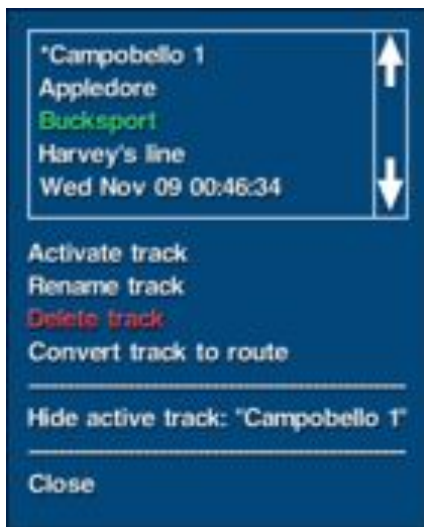 *Campobello 1
Appledore
Bucksport
Harvey's line
Wed Nov 09 00:46:34
Activate track
Rename track
Delete track
Convert track to route
Hide active track: "Campobello 1"
Close